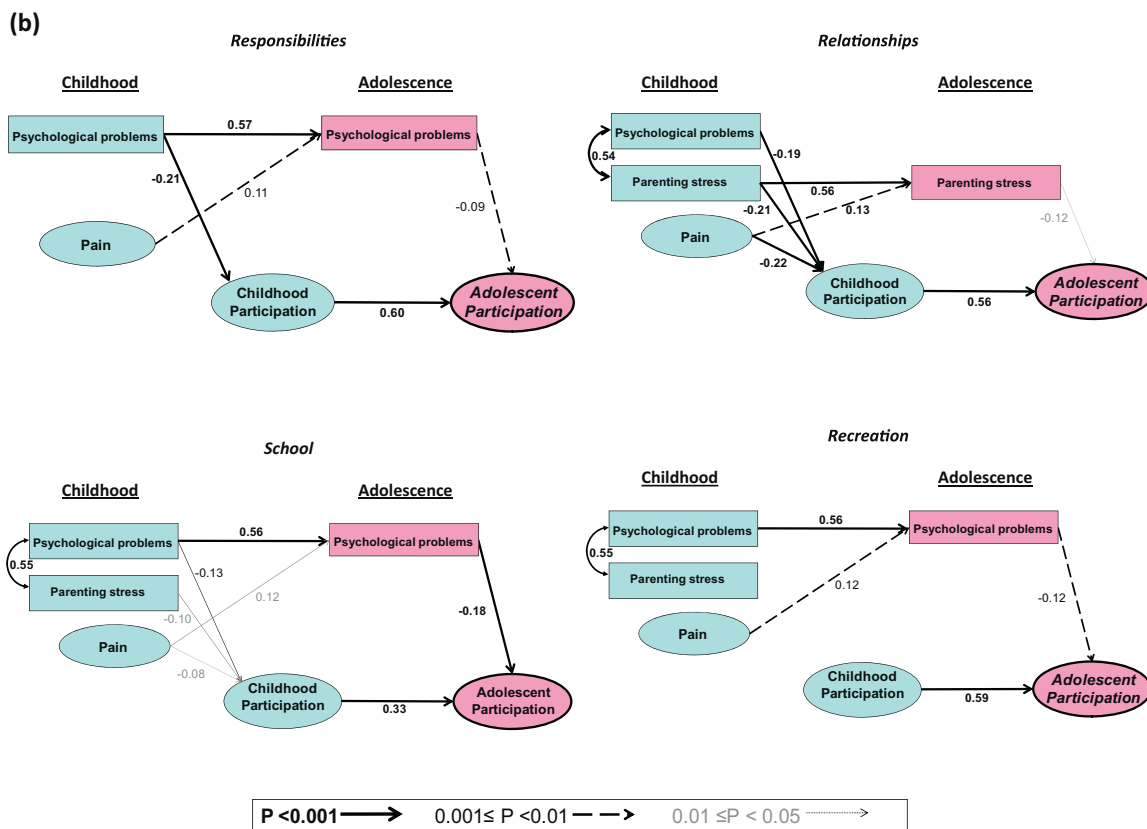 (b)
Responsibilities
Childhood
Adolescence
Psychological problems
0.57
Psychological problems
-0.21
0.11
-0.09
Pain
Childhood
Participation
0.60
Adolescent
Participation
Relationships
Childhood
Adolescence
Psychological problems
0.54
-0.19
Parenting stress
0.56
Parenting stress
-0.21
0.13
-0.12
Pain
-0.22
Childhood
Participation
0.56
Adolescent
Participation
School
Childhood
Adolescence
Psychological problems
0.56
Psychological problems
0.55
-0.13
Parenting stress
0.12
-0.10
-0.18
Pain
-0.08
Childhood
Participation
0.33
Adolescent
Participation
Recreation
Childhood
Adolescence
Psychological problems
0.56
Psychological problems
0.55
Parenting stress
0.12
-0.12
Pain
Childhood
Participation
0.59
Adolescent
Participation
P <0.001 0.001≤ P <0.01 0.01 ≤P < 0.05